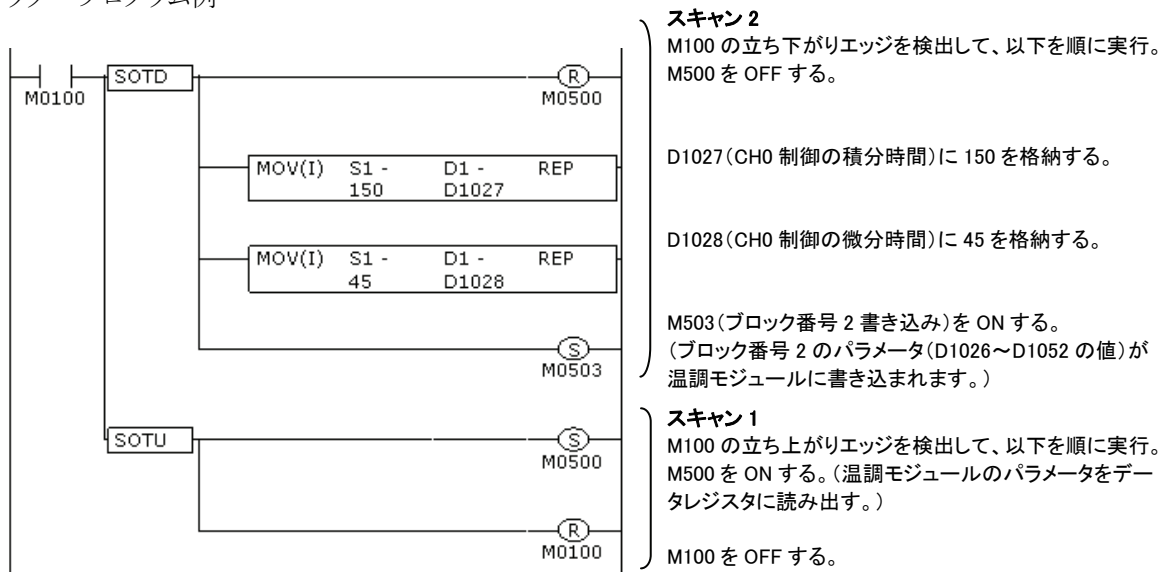 ラダープログラム例
スキャン 2
M100 の立ち下がりエッジを検出して、以下を順に実行。
M500 を OFF する。
SOTD
R
M0100
M0500
D1027(CH0 制御の積分時間)に 150 を格納する。
MOV(I) S1 - D1 - REP
150 D1027
D1028(CH0 制御の微分時間)に 45 を格納する。
MOV(I) S1 - D1 - REP
45 D1028
M503(ブロック番号 2 書き込み)を ON する。
(ブロック番号 2 のパラメータ(D1026～D1052 の値)が
温調モジュールに書き込まれます。)
S
M0503
スキャン 1
M100 の立ち上がりエッジを検出して、以下を順に実行。
M500 を ON する。(温調モジュールのパラメータをデー
タレジスタに読み出す。)
SOTU
S
M0500
R
M0100
M100 を OFF する。